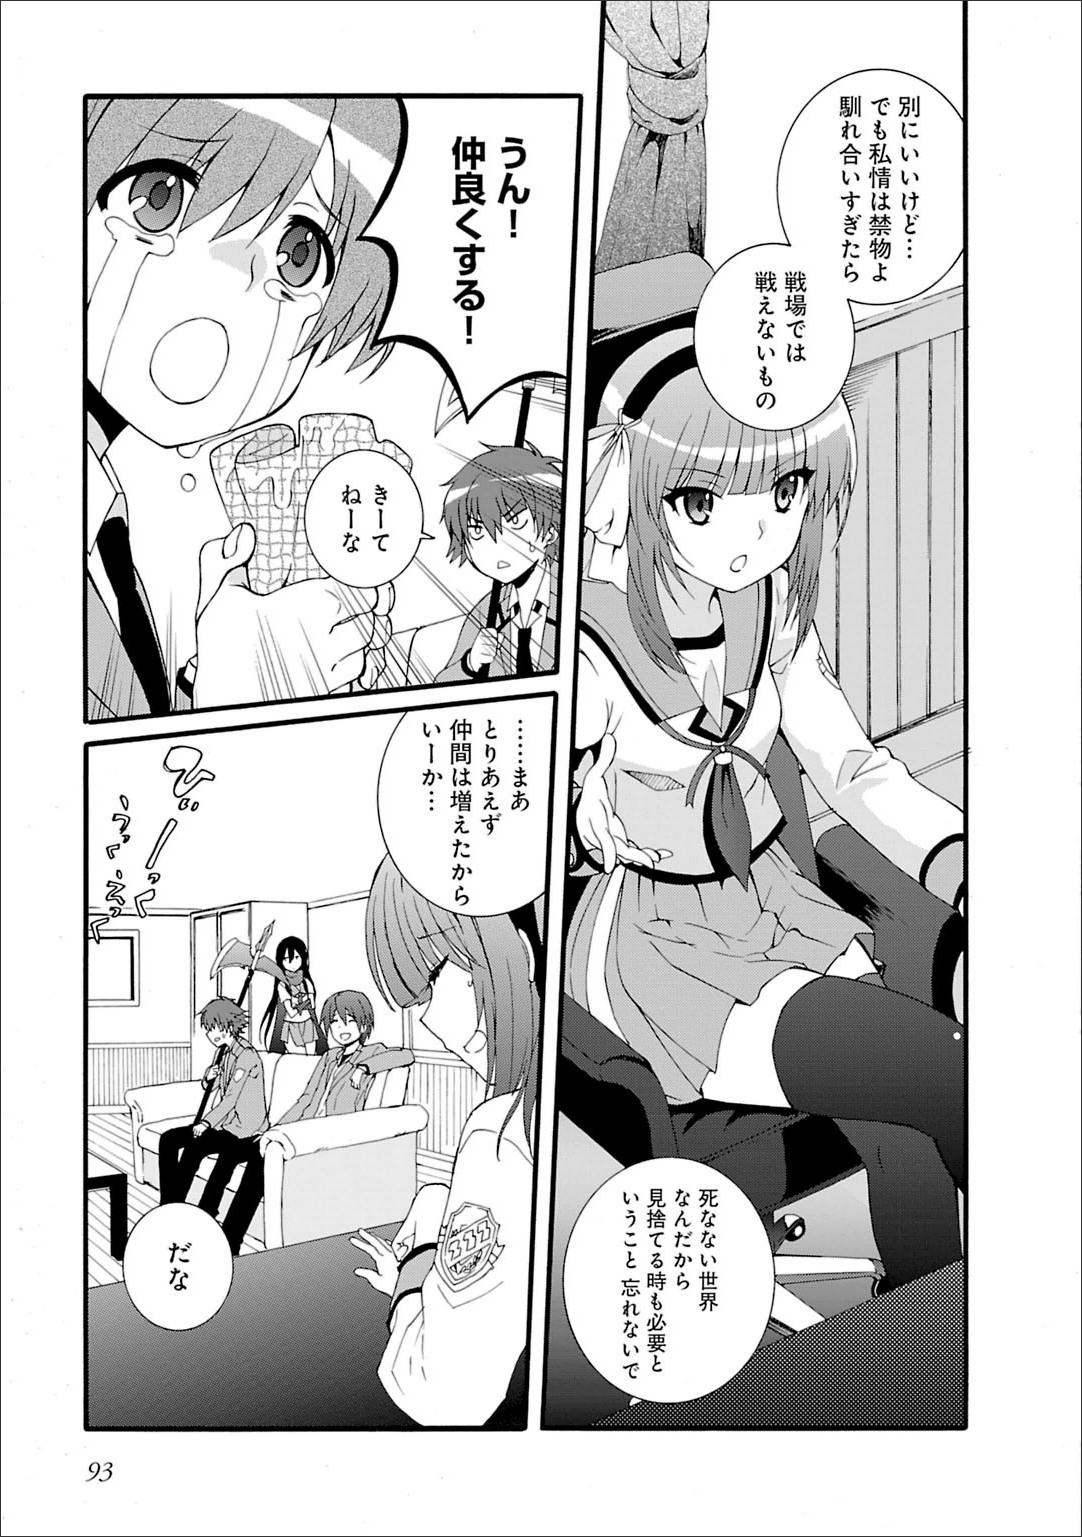 別にいいけど…
でも私情は禁物よ
馴れ合いすぎたら
戦場では
戦えないもの
死なない世界
なんだから
見捨てる時も必要と
いうこと 忘れないで
うん！
仲良くする！
きーて
ねーな
……まあ
とりあえず
仲間は増えたから
いーか…
びーっ
だな
93